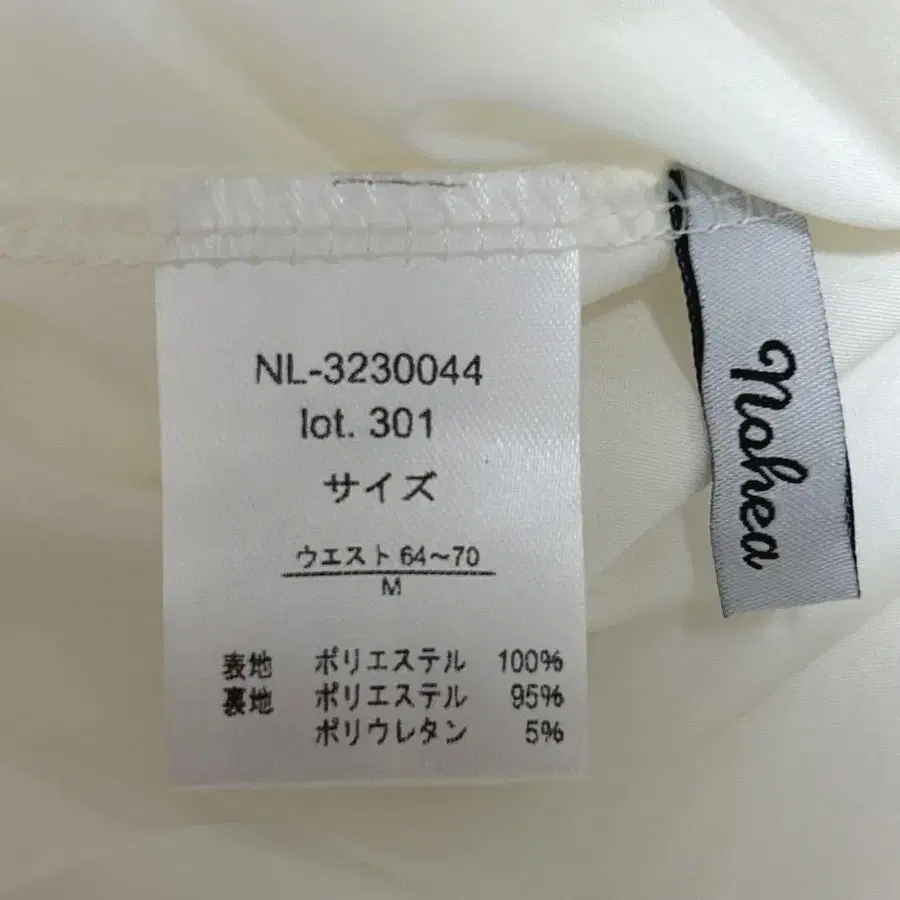 NL-3230044
lot. 301
サイズ
ウエスト 64～70
M
表地 ポリエステル 100%
裏地 ポリエステル 95%
ポリウレタン 5%
nohea